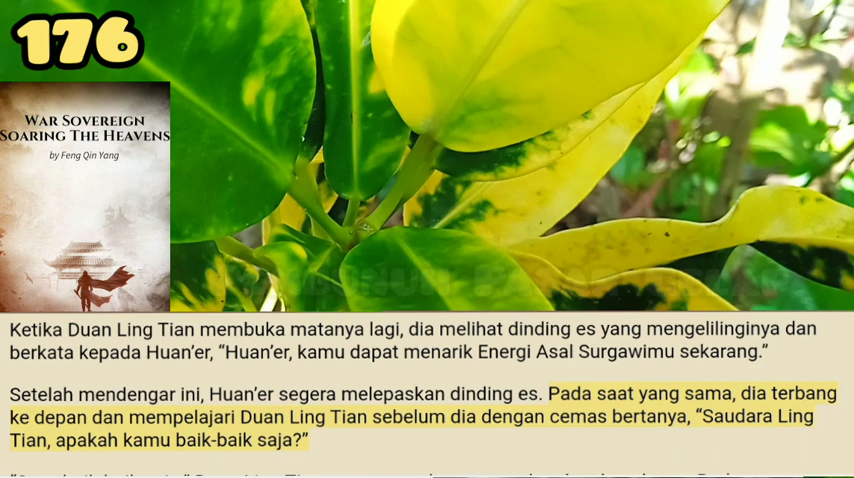 176
WAR SOVEREIGN
SOARING THE HEAVENS
by Feng Qin Yang
Ketika Duan Ling Tian membuka matanya lagi, dia melihat dinding es yang mengelilinginya dan
berkata kepada Huan’er, “Huan’er, kamu dapat menarik Energi Asal Surgawimu sekarang.”
Setelah mendengar ini, Huan’er segera melepaskan dinding es. Pada saat yang sama, dia terbang
ke depan dan mempelajari Duan Ling Tian sebelum dia dengan cemas bertanya, “Saudara Ling
Tian, apakah kamu baik-baik saja?”